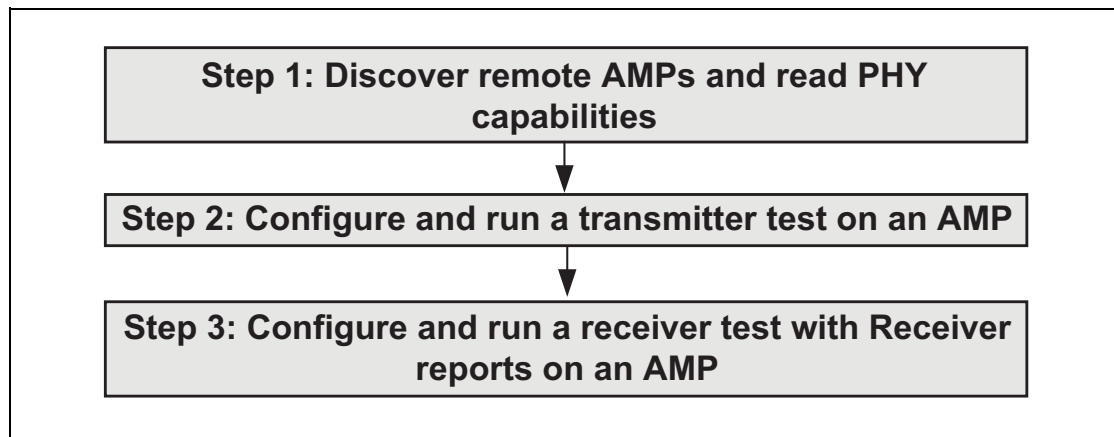 Step 1: Discover remote AMPs and read PHY
capabilities
Step 2: Configure and run a transmitter test on an AMP
Step 3: Configure and run a receiver test with Receiver
reports on an AMP